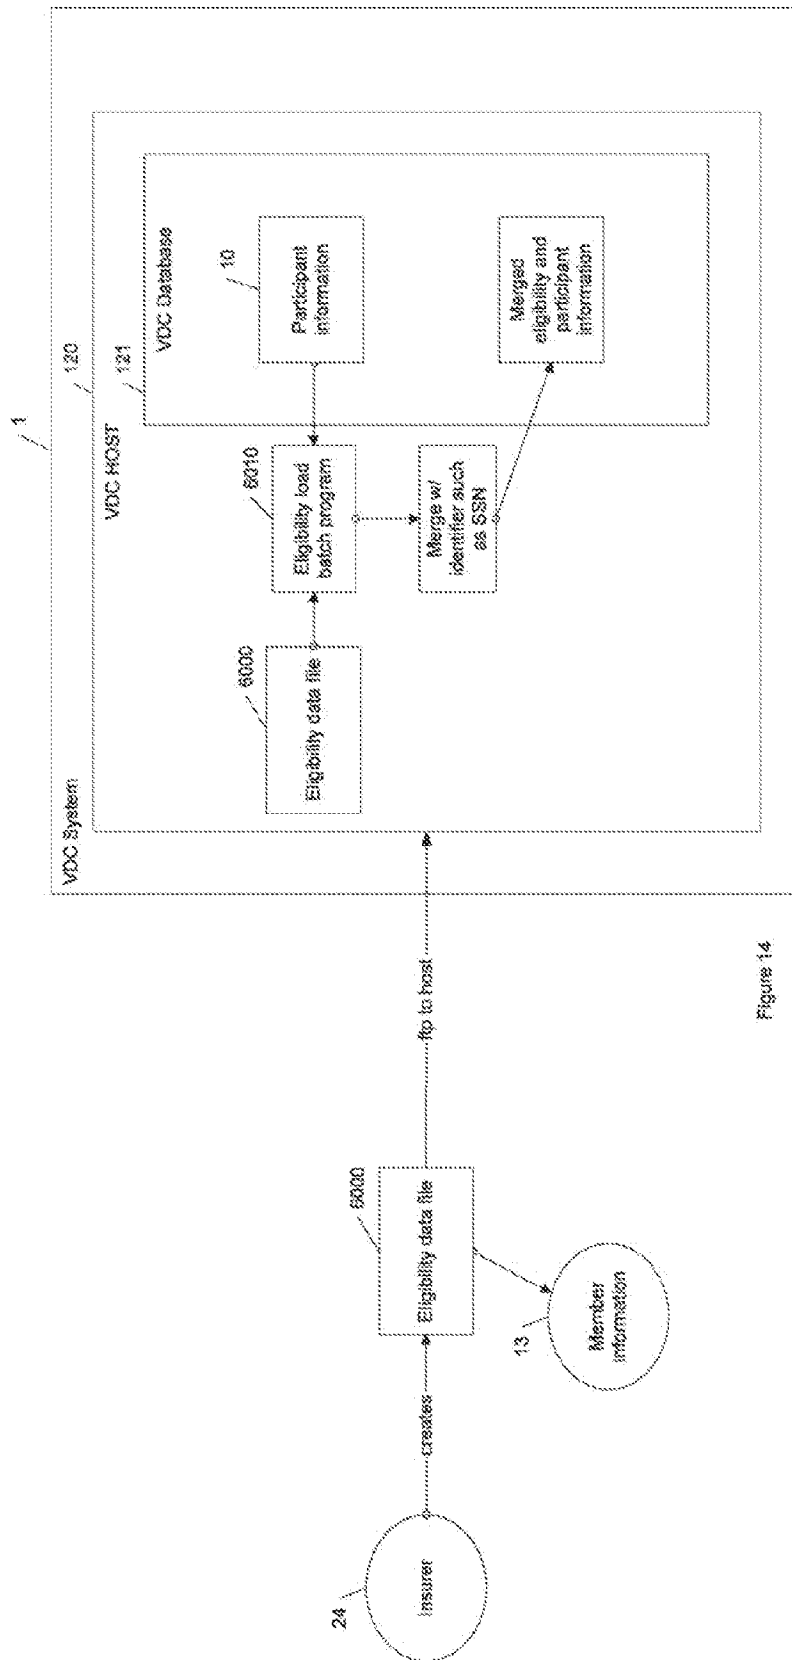 1
VDC System
120
VDC HOST
121
VDC Database
10
Participant
information
6010
Eligibility load
batch program
6000
Eligibility data file
Merge w/
identifier such
as SSN
Merged
eligibility and
participant
information
24
Insurer
creates
6000
Eligibility data file
ftp to host
13
Member
information
Figure 14